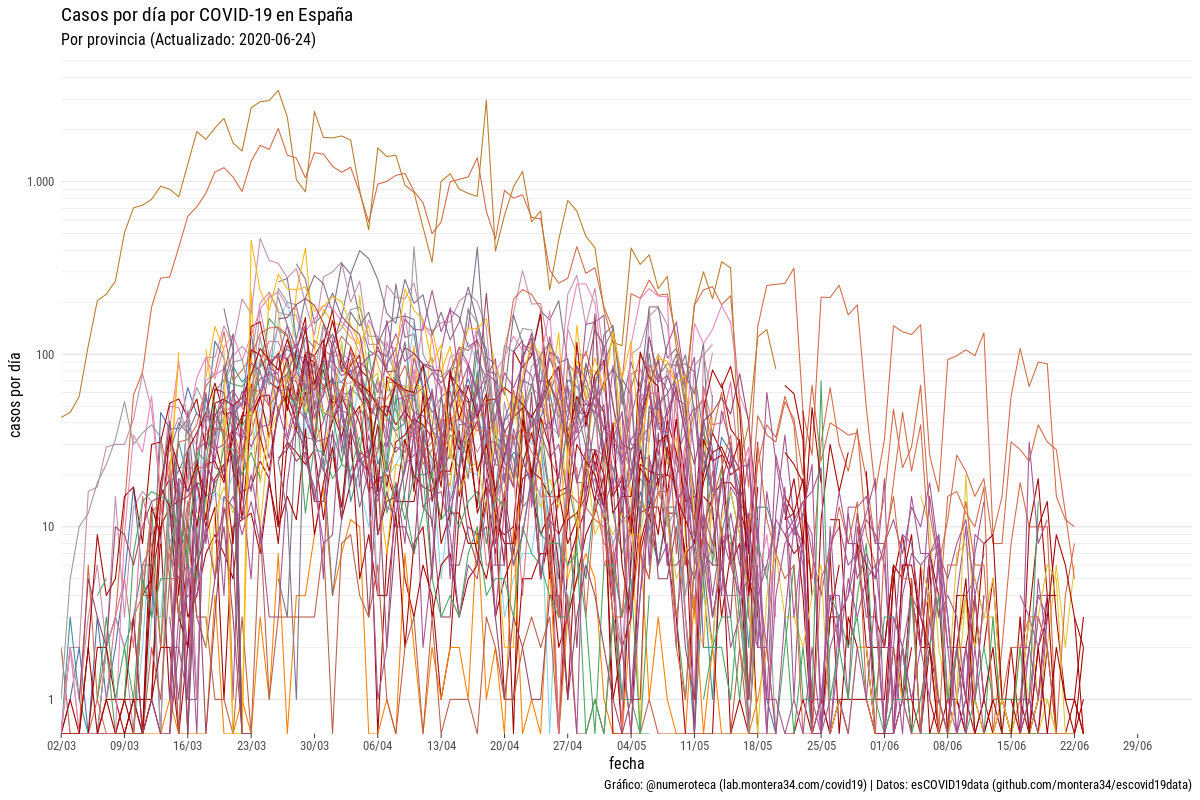 Casos por día por COVID-19 en España
Por provincia (Actualizado: 2020-06-24)
casos por día
1.000
100
10
1
02/03 09/03 16/03 23/03 30/03 06/04 13/04 20/04 27/04 04/05 11/05 18/05 25/05 01/06 08/06 15/06 22/06 29/06
fecha
Gráfico: @numeroteca (lab.montera34.com/covid19) | Datos: esCOVID19data (github.com/montera34/escovid19data)